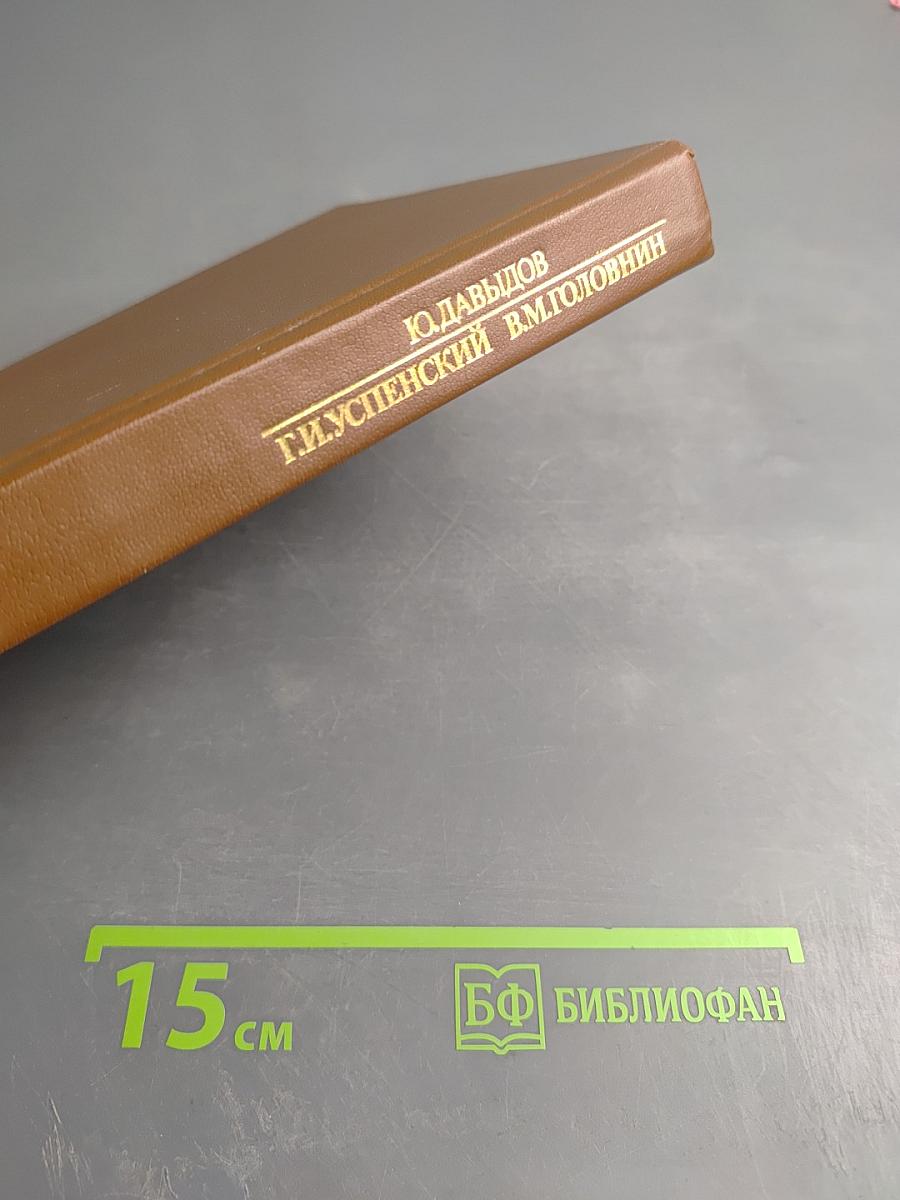 Ю.ДАВЫДОВ
Г.И.УСПЕНСКИЙ В.М.ГОЛОВНИН
15 см
БФ БИБЛИОФАН